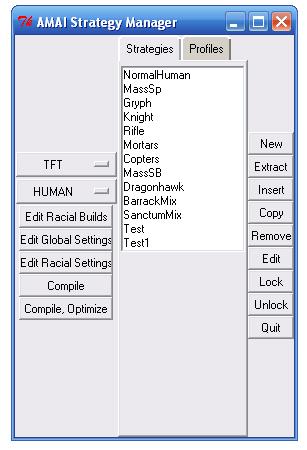 AMAI Strategy Manager
Strategies Profiles
NormalHuman
MassSp
Gryph
Knight
Rifle
Mortars
Copters
MassSB
Dragonhawk
BarrackMix
SanctumMix
Test
Test1
TFT
HUMAN
Edit Racial Builds
Edit Global Settings
Edit Racial Settings
Compile
Compile, Optimize
New
Extract
Insert
Copy
Remove
Edit
Lock
Unlock
Quit